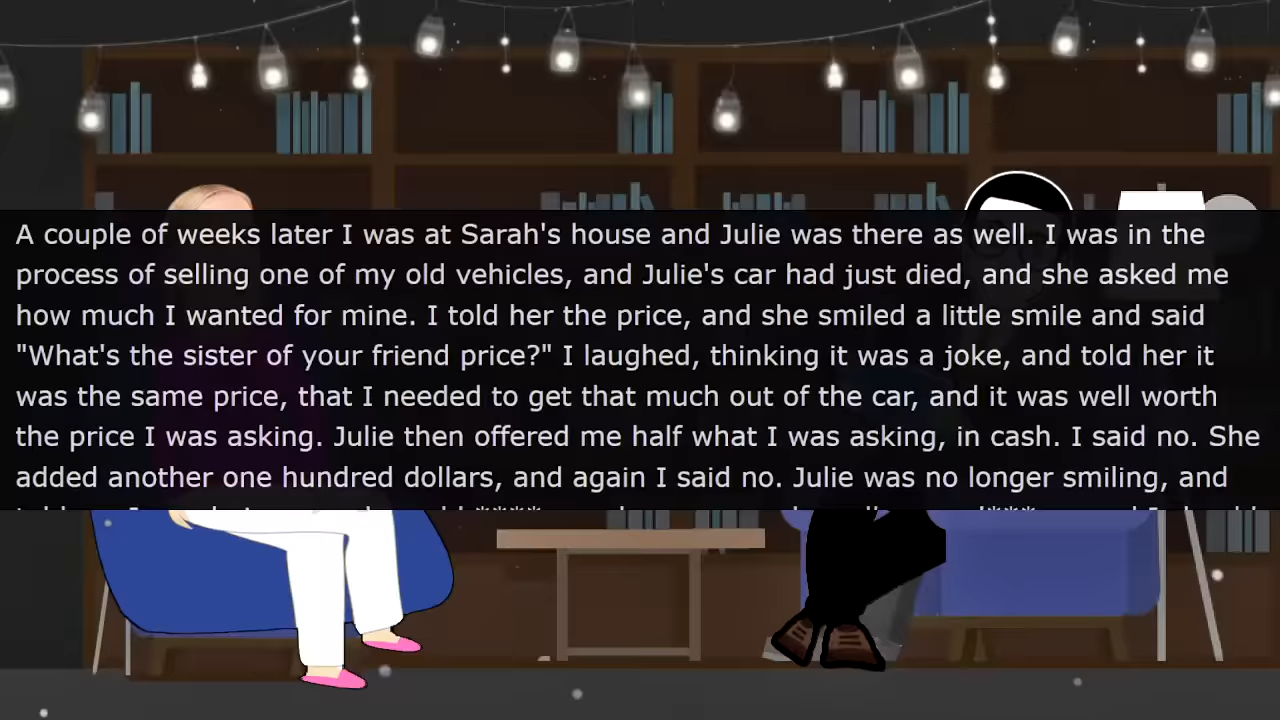 A couple of weeks later I was at Sarah's house and Julie was there as well. I was in the
process of selling one of my old vehicles, and Julie's car had just died, and she asked me
how much I wanted for mine. I told her the price, and she smiled a little smile and said
"What's the sister of your friend price?" I laughed, thinking it was a joke, and told her it
was the same price, that I needed to get that much out of the car, and it was well worth
the price I was asking. Julie then offered me half what I was asking, in cash. I said no. She
added another one hundred dollars, and again I said no. Julie was no longer smiling, and